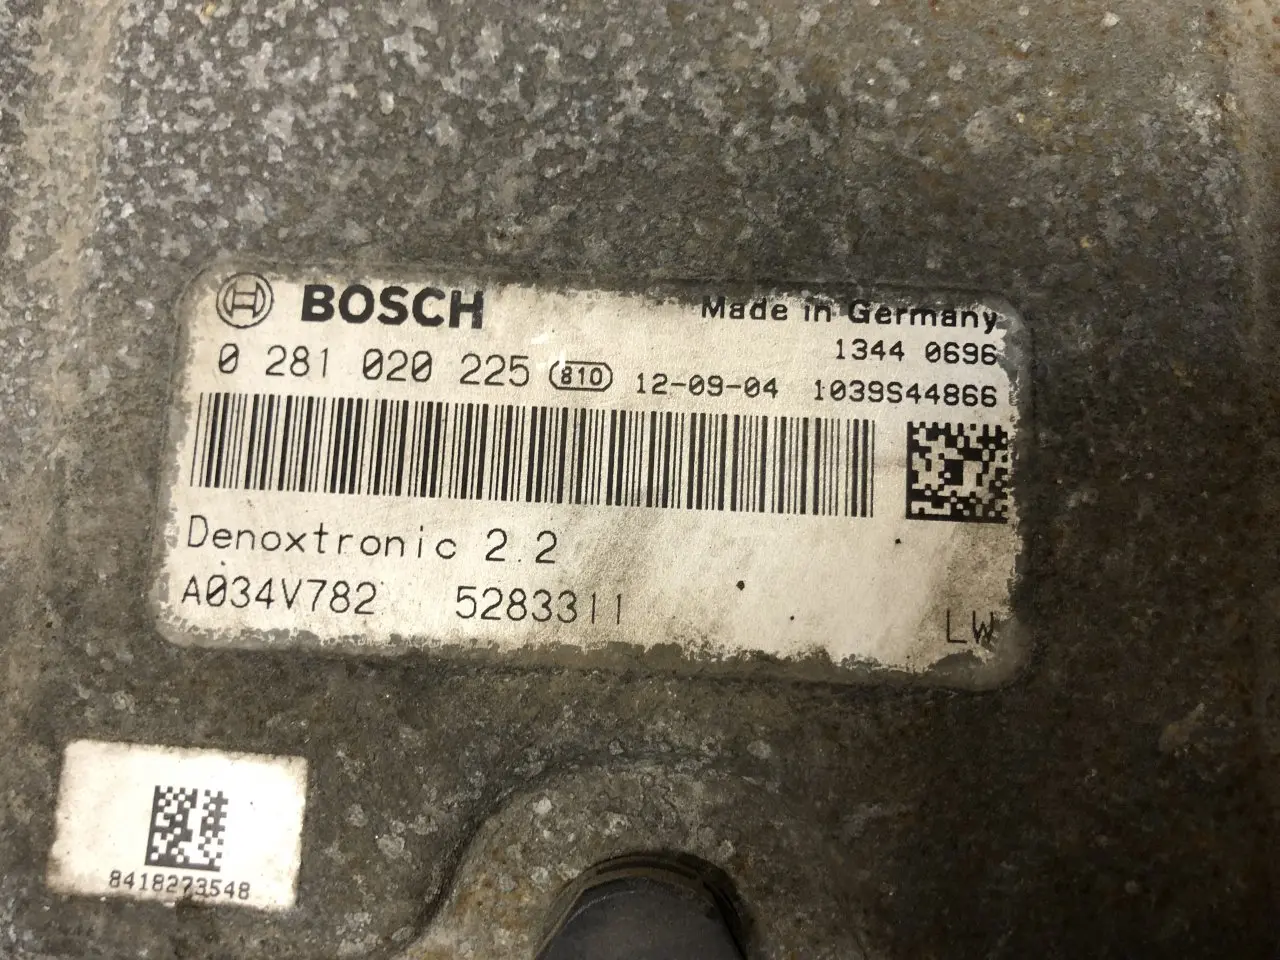 BOSCH Made in Germany
1344 0696
0 281 020 225 810 12-09-04 1039S44866
Denoxtronic 2.2
A034V782 5283311
LW
8418273548